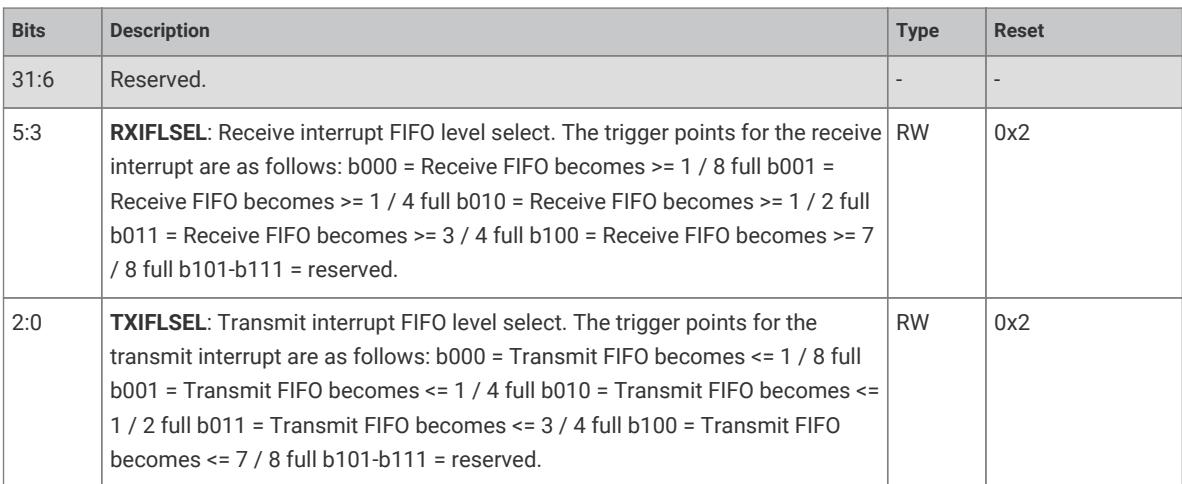 Bits Description Type Reset
31:6 Reserved. - -
5:3 RXIFLSEL: Receive interrupt FIFO level select. The trigger points for the receive RW 0x2
interrupt are as follows: b000 = Receive FIFO becomes >= 1 / 8 full b001 =
Receive FIFO becomes >= 1 / 4 full b010 = Receive FIFO becomes >= 1 / 2 full
b011 = Receive FIFO becomes >= 3 / 4 full b100 = Receive FIFO becomes >= 7
/ 8 full b101-b111 = reserved.
2:0 TXIFLSEL: Transmit interrupt FIFO level select. The trigger points for the RW 0x2
transmit interrupt are as follows: b000 = Transmit FIFO becomes <= 1 / 8 full
b001 = Transmit FIFO becomes <= 1 / 4 full b010 = Transmit FIFO becomes <=
1 / 2 full b011 = Transmit FIFO becomes <= 3 / 4 full b100 = Transmit FIFO
becomes <= 7 / 8 full b101-b111 = reserved.